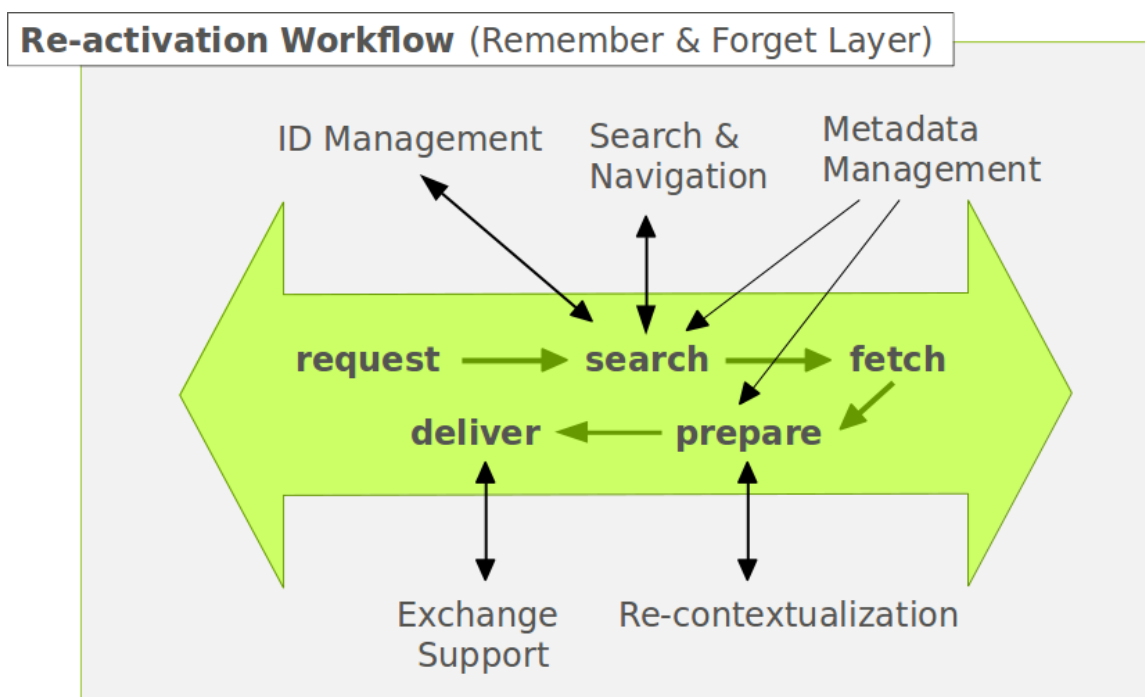 Re-activation Workflow (Remember & Forget Layer)
ID Management
Search &
Navigation
Metadata
Management
request
search
fetch
deliver
prepare
Exchange
Support
Re-contextualization